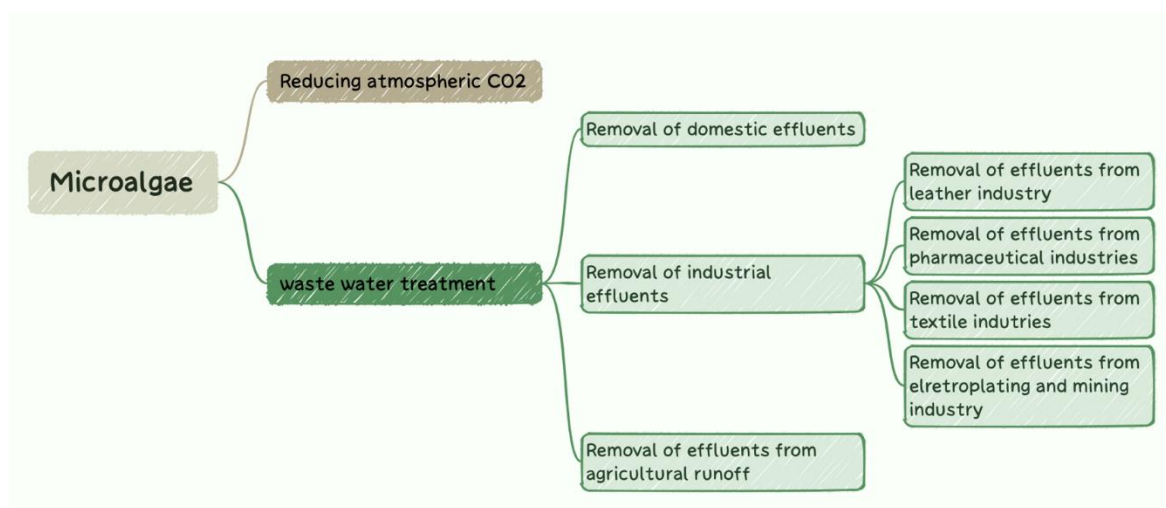 Reducing atmospheric CO2
Microalgae
waste water treatment
Removal of domestic effluents
Removal of industrial
effluents
Removal of effluents from
agricultural runoff
Removal of effluents from
leather industry
Removal of effluents from
pharmaceutical industries
Removal of effluents from
textile indutries
Removal of effluents from
elretroplating and mining
industry